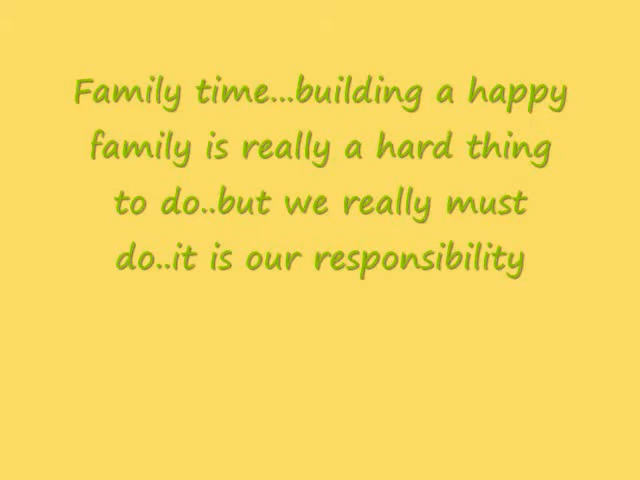 Family time...building a happy
family is really a hard thing
to do..but we really must
do..it is our responsibility